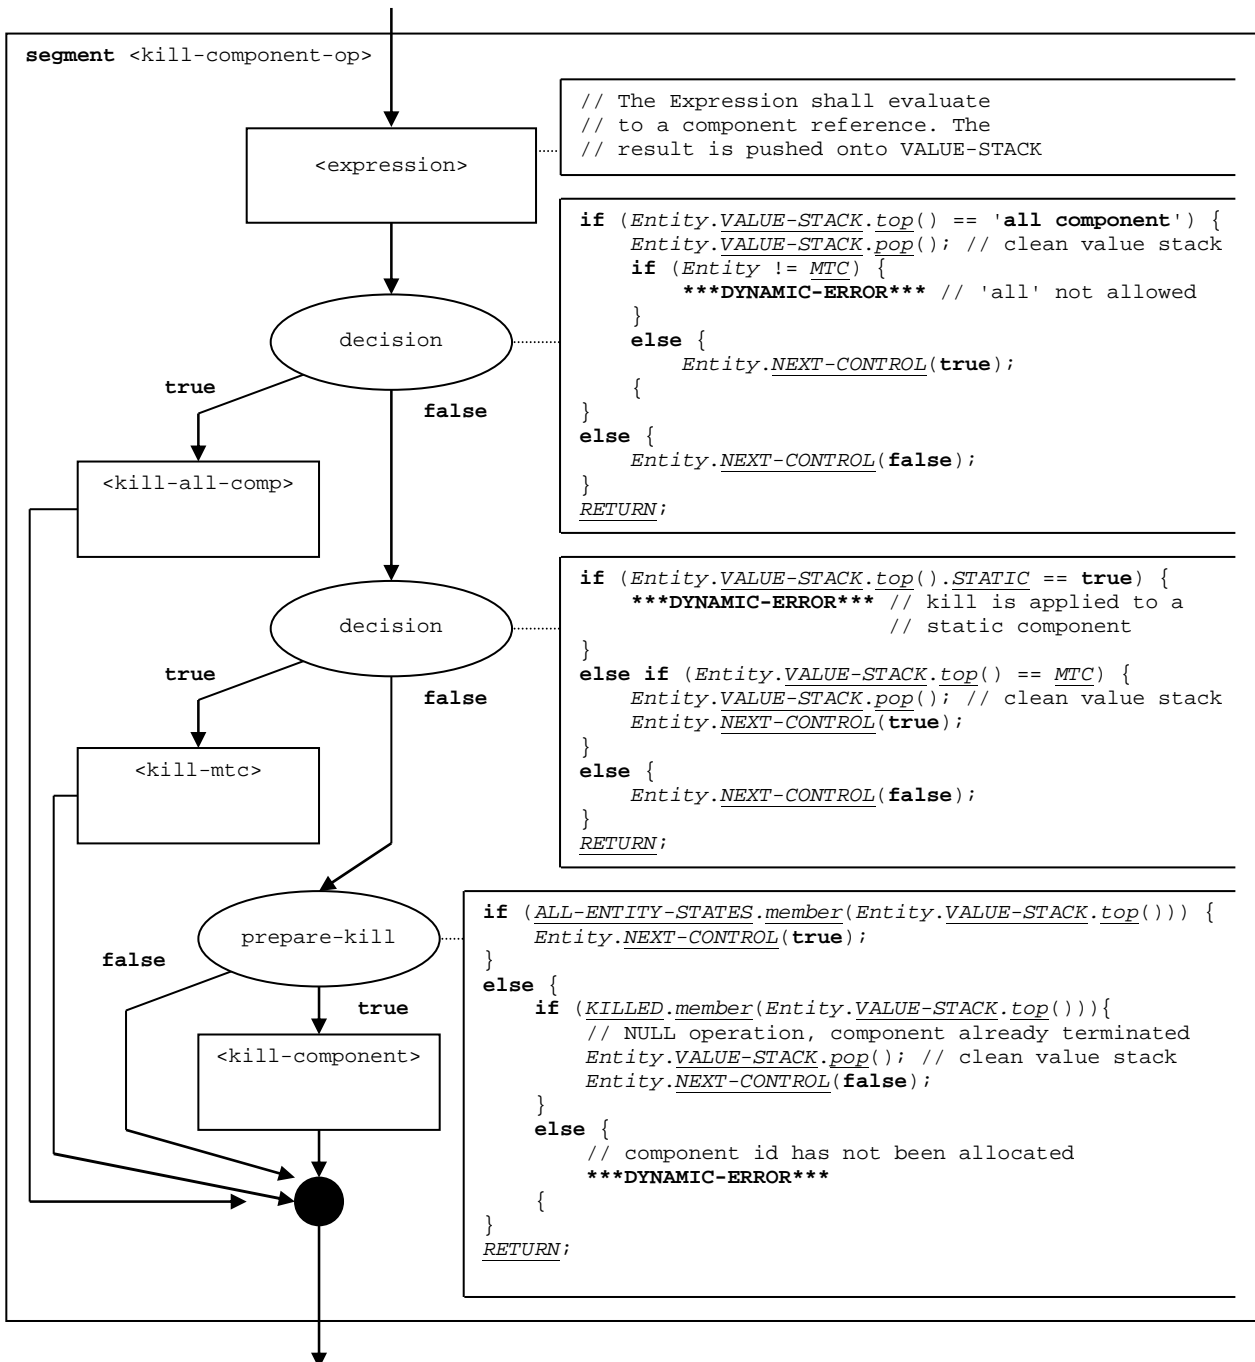 segment <kill-component-op>
// The Expression shall evaluate
// to a component reference. The
// result is pushed onto VALUE-STACK
<expression>
if (Entity.VALUE-STACK.top() == 'all component') {
Entity.VALUE-STACK.pop(); // clean value stack
if (Entity != MTC) {
***DYNAMIC-ERROR*** // 'all' not allowed
}
else {
Entity.NEXT-CONTROL(true);
{
}
else {
Entity.NEXT-CONTROL(false);
}
RETURN;
decision
true
false
<kill-all-comp>
if (Entity.VALUE-STACK.top().STATIC == true) {
***DYNAMIC-ERROR*** // kill is applied to a
// static component
}
else if (Entity.VALUE-STACK.top() == MTC) {
Entity.VALUE-STACK.pop(); // clean value stack
Entity.NEXT-CONTROL(true);
}
else {
Entity.NEXT-CONTROL(false);
}
RETURN;
decision
true
false
<kill-mtc>
if (ALL-ENTITY-STATES.member(Entity.VALUE-STACK.top())) {
Entity.NEXT-CONTROL(true);
}
else {
if (KILLED.member(Entity.VALUE-STACK.top())){
// NULL operation, component already terminated
Entity.VALUE-STACK.pop(); // clean value stack
Entity.NEXT-CONTROL(false);
}
else {
// component id has not been allocated
***DYNAMIC-ERROR***
{
}
RETURN;
prepare-kill
false
true
<kill-component>